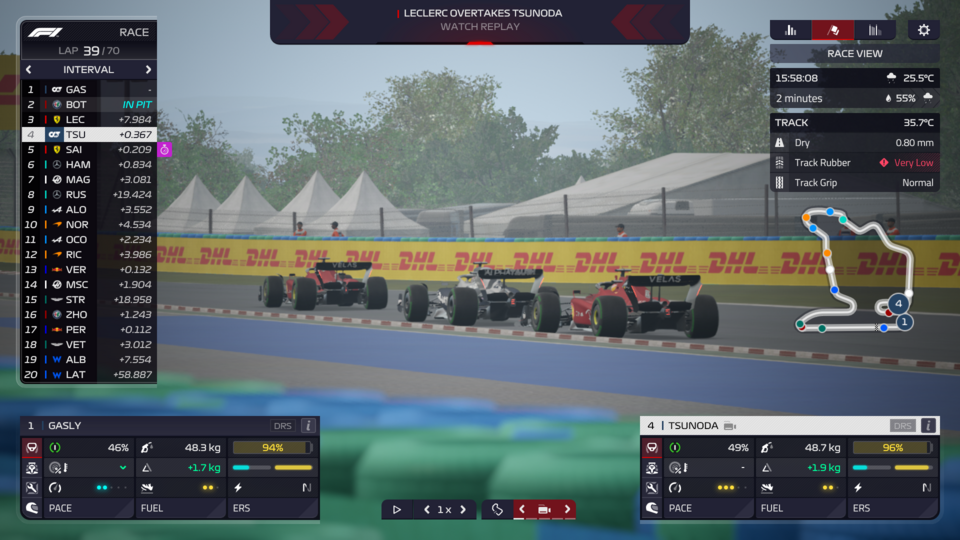 LECLERC OVERTAKES TSUNODA
WATCH REPLAY
F1 RACE
LAP 39/70
INTERVAL
1 GAS -
2 BOT IN PIT
3 LEC +7.984
4 TSU +0.367
5 SAI +0.209
6 HAM +0.834
7 MAG +3.081
8 RUS +19.424
9 ALO +3.552
10 NOR +4.534
11 OCO +2.234
12 RIC +3.986
13 VER +0.132
14 MSC +1.904
15 STR +18.958
16 ZHO +1.243
17 PER +0.112
18 VET +3.012
19 ALB +7.554
20 LAT +58.887
RACE VIEW
15:58:08 25.5°C
2 minutes 55%
TRACK 35.7°C
Dry 0.80 mm
Track Rubber Very Low
Track Grip Normal
4
1
DHL DHL DHL DHL DHL DHL DHL
VELAS
VELAS
1 GASLY DRS i
46% 48.3 kg 94%
+1.7 kg
N
PACE FUEL ERS
1x
4 TSUNODA DRS i
49% 48.7 kg 96%
- +1.9 kg
N
PACE FUEL ERS